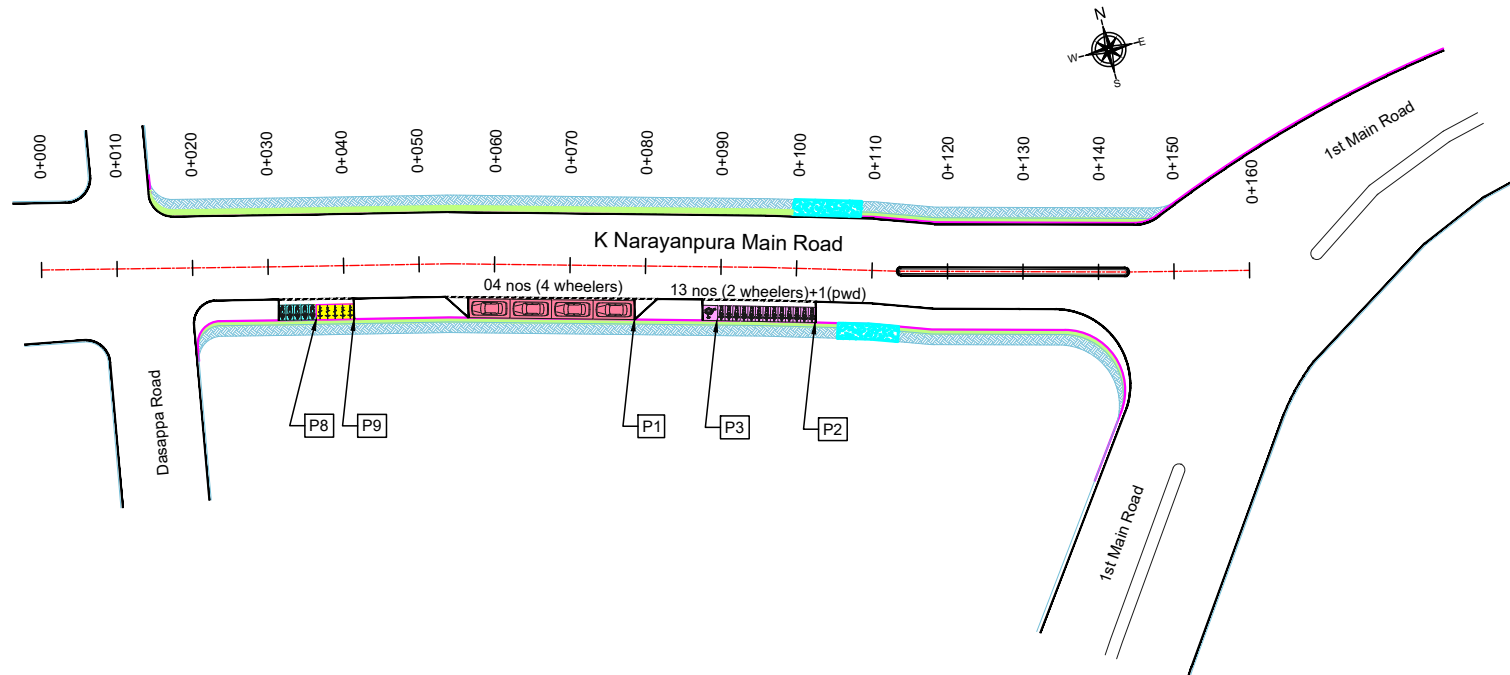 N
W
E
S
1st Main Road
0+000
0+010
0+020
0+030
0+040
0+050
0+060
0+070
0+080
0+090
0+100
0+110
0+120
0+130
0+140
0+150
0+160
K Narayanpura Main Road
04 nos (4 wheelers)
13 nos (2 wheelers)+1(pwd)
P8
P9
P1
P3
P2
Dasappa Road
1st Main Road